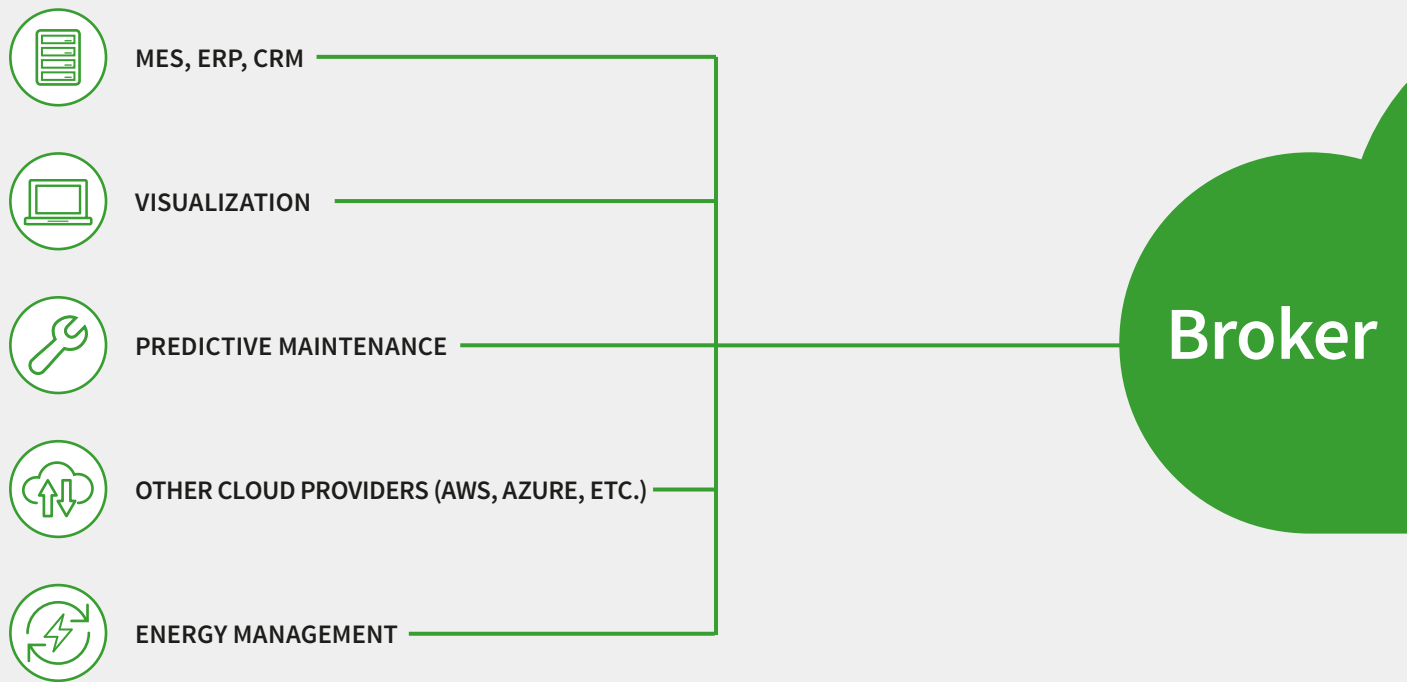 MES, ERP, CRM
VISUALIZATION
PREDICTIVE MAINTENANCE
Broker
OTHER CLOUD PROVIDERS (AWS, AZURE, ETC.)
ENERGY MANAGEMENT